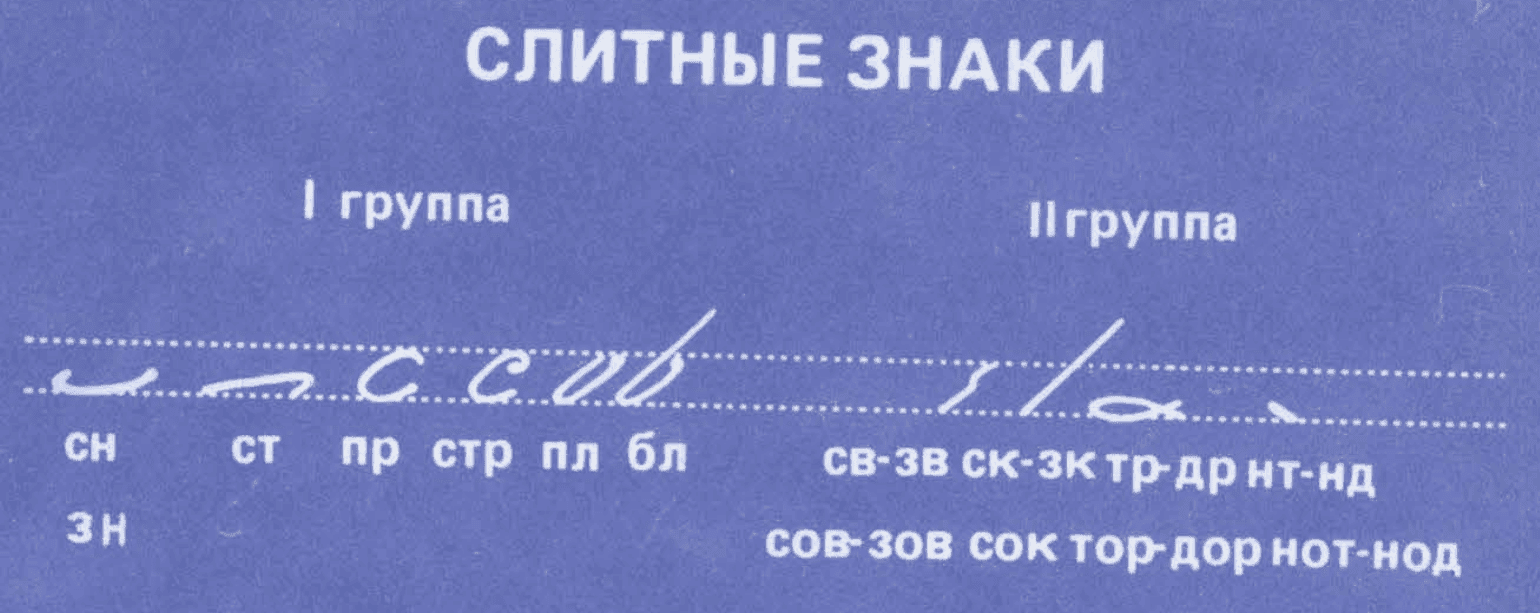 СЛИТНЫЕ ЗНАКИ
I группа
II группа
сн ст пр стр пл бл
зн
св-зв ск-зк тр-др нт-нд
сов-зов сок тор-дор нот-нод